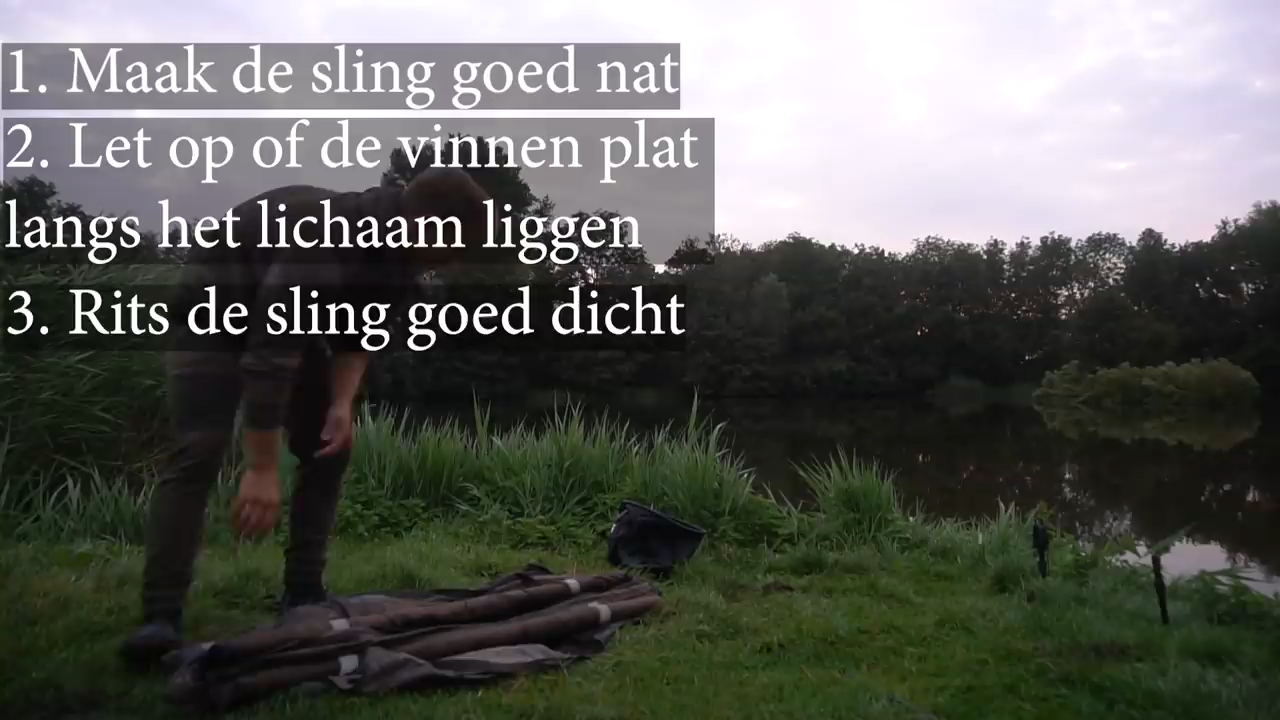 1. Maak de sling goed nat
2. Let op of de vinnen plat
langs het lichaam liggen
3. Rits de sling goed dicht